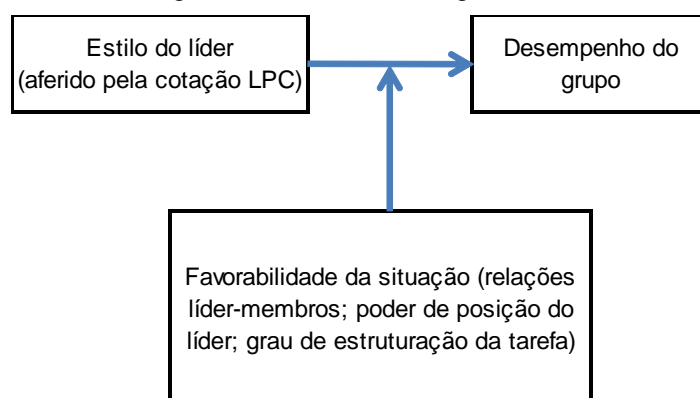 Estilo do líder
(aferido pela cotação LPC)
Desempenho do
grupo
Favorabilidade da situação (relações
líder-membros; poder de posição do
líder; grau de estruturação da tarefa)